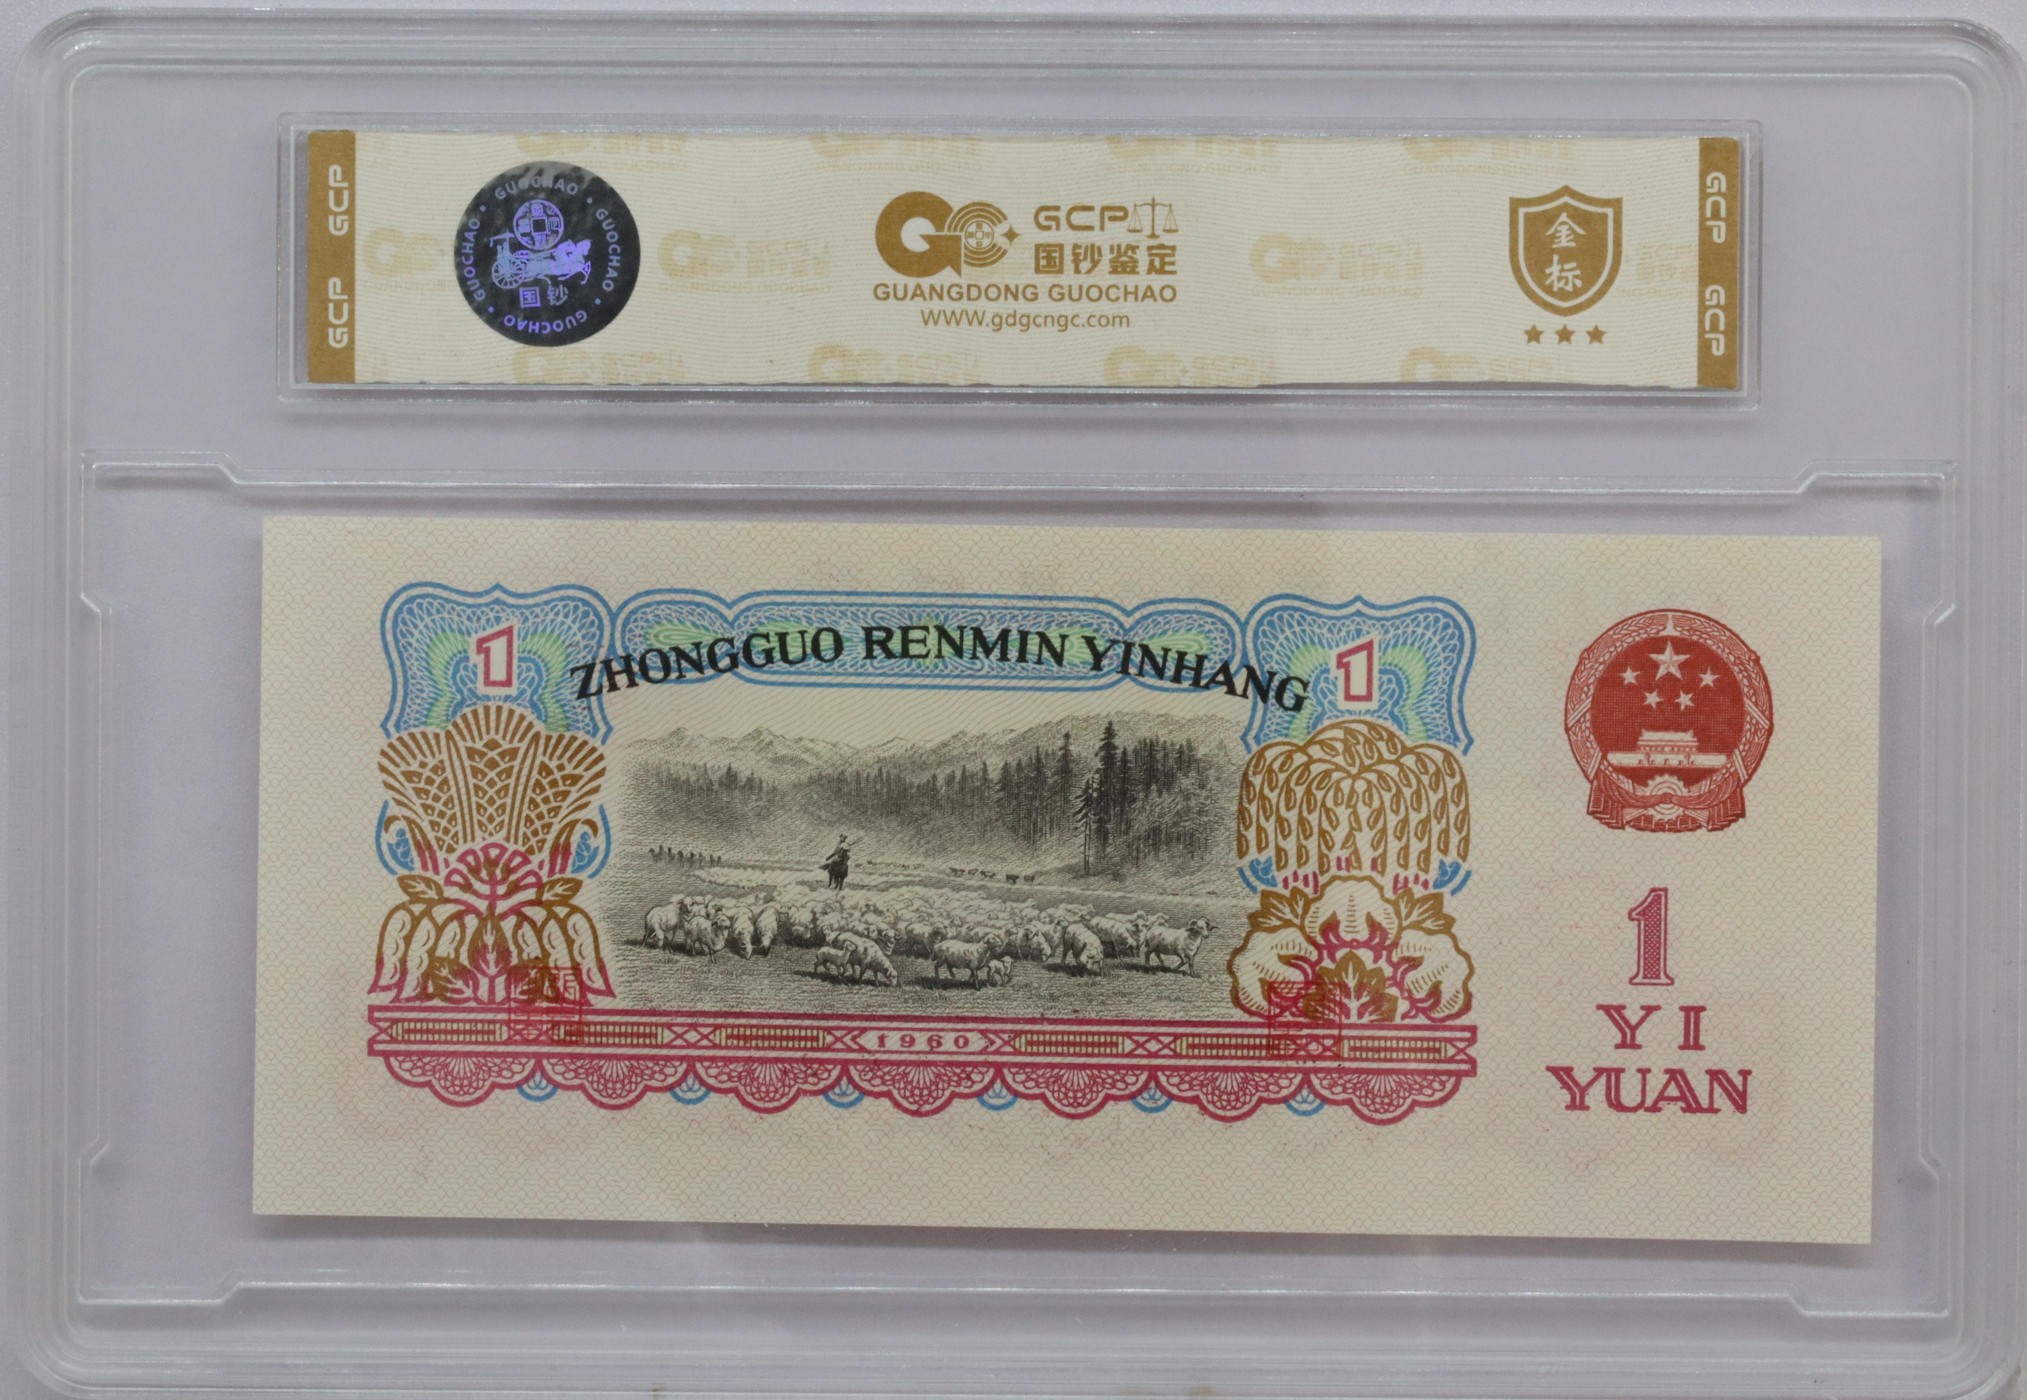 GCP
GCP
GUOCHAO • GUOCHAO • GUOCHAO • GUOCHAO •
国钞
GCP
国钞鉴定
GUANGDONG GUOCHAO
WWW.gdgcngc.com
金
标
GCP
GCP
ZHONGGUO RENMIN YINHANG
1
1
1960
1
YI
YUAN